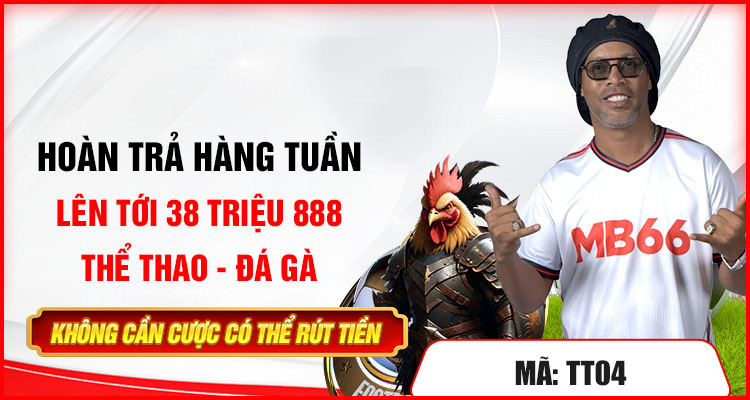 HOÀN TRẢ HÀNG TUẦN
LÊN TỚI 38 TRIỆU 888
THỂ THAO - ĐÁ GÀ
KHÔNG CẦN CƯỢC CÓ THỂ RÚT TIỀN
MB66
MÃ: TT04